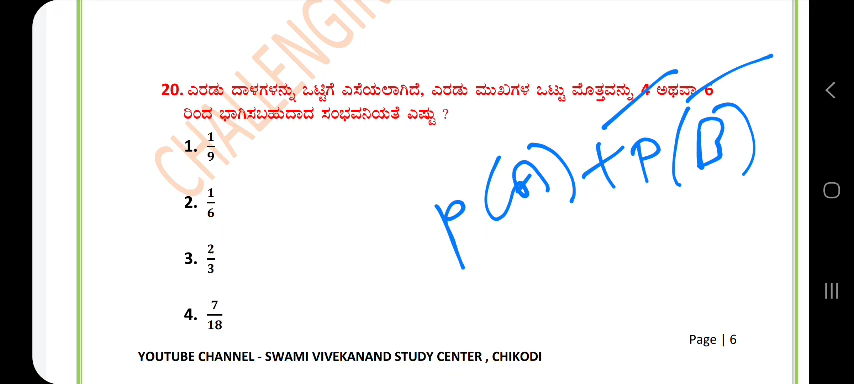 CHALLENGIN
20. ಎರಡು ದಾಳಗಳನ್ನು ಒಟ್ಟಿಗೆ ಎಸೆಯಲಾಗಿದೆ, ಎರಡು ಮುಖಗಳ ಒಟ್ಟು ಮೊತ್ತವನ್ನು 4 ಅಥವಾ 6
ರಿಂದ ಭಾಗಿಸಬಹುದಾದ ಸಂಭವನಿಯತೆ ಎಷ್ಟು ?
1. 1/9
2. 1/6
3. 2/3
4. 7/18
P(A) + P(B)
Page | 6
YOUTUBE CHANNEL - SWAMI VIVEKANAND STUDY CENTER , CHIKODI